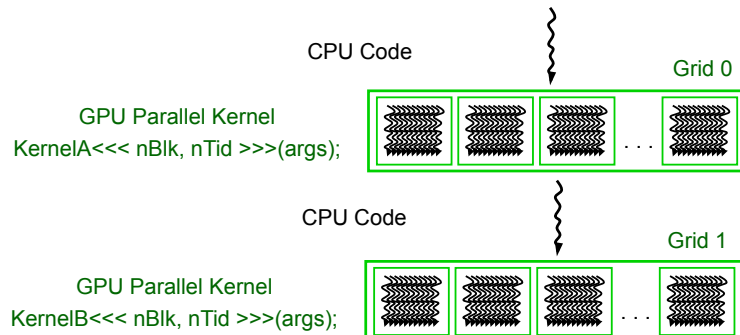 CPU Code
Grid 0
GPU Parallel Kernel
KernelA<<< nBlk, nTid >>>(args);
. . .
CPU Code
Grid 1
GPU Parallel Kernel
KernelB<<< nBlk, nTid >>>(args);
. . .